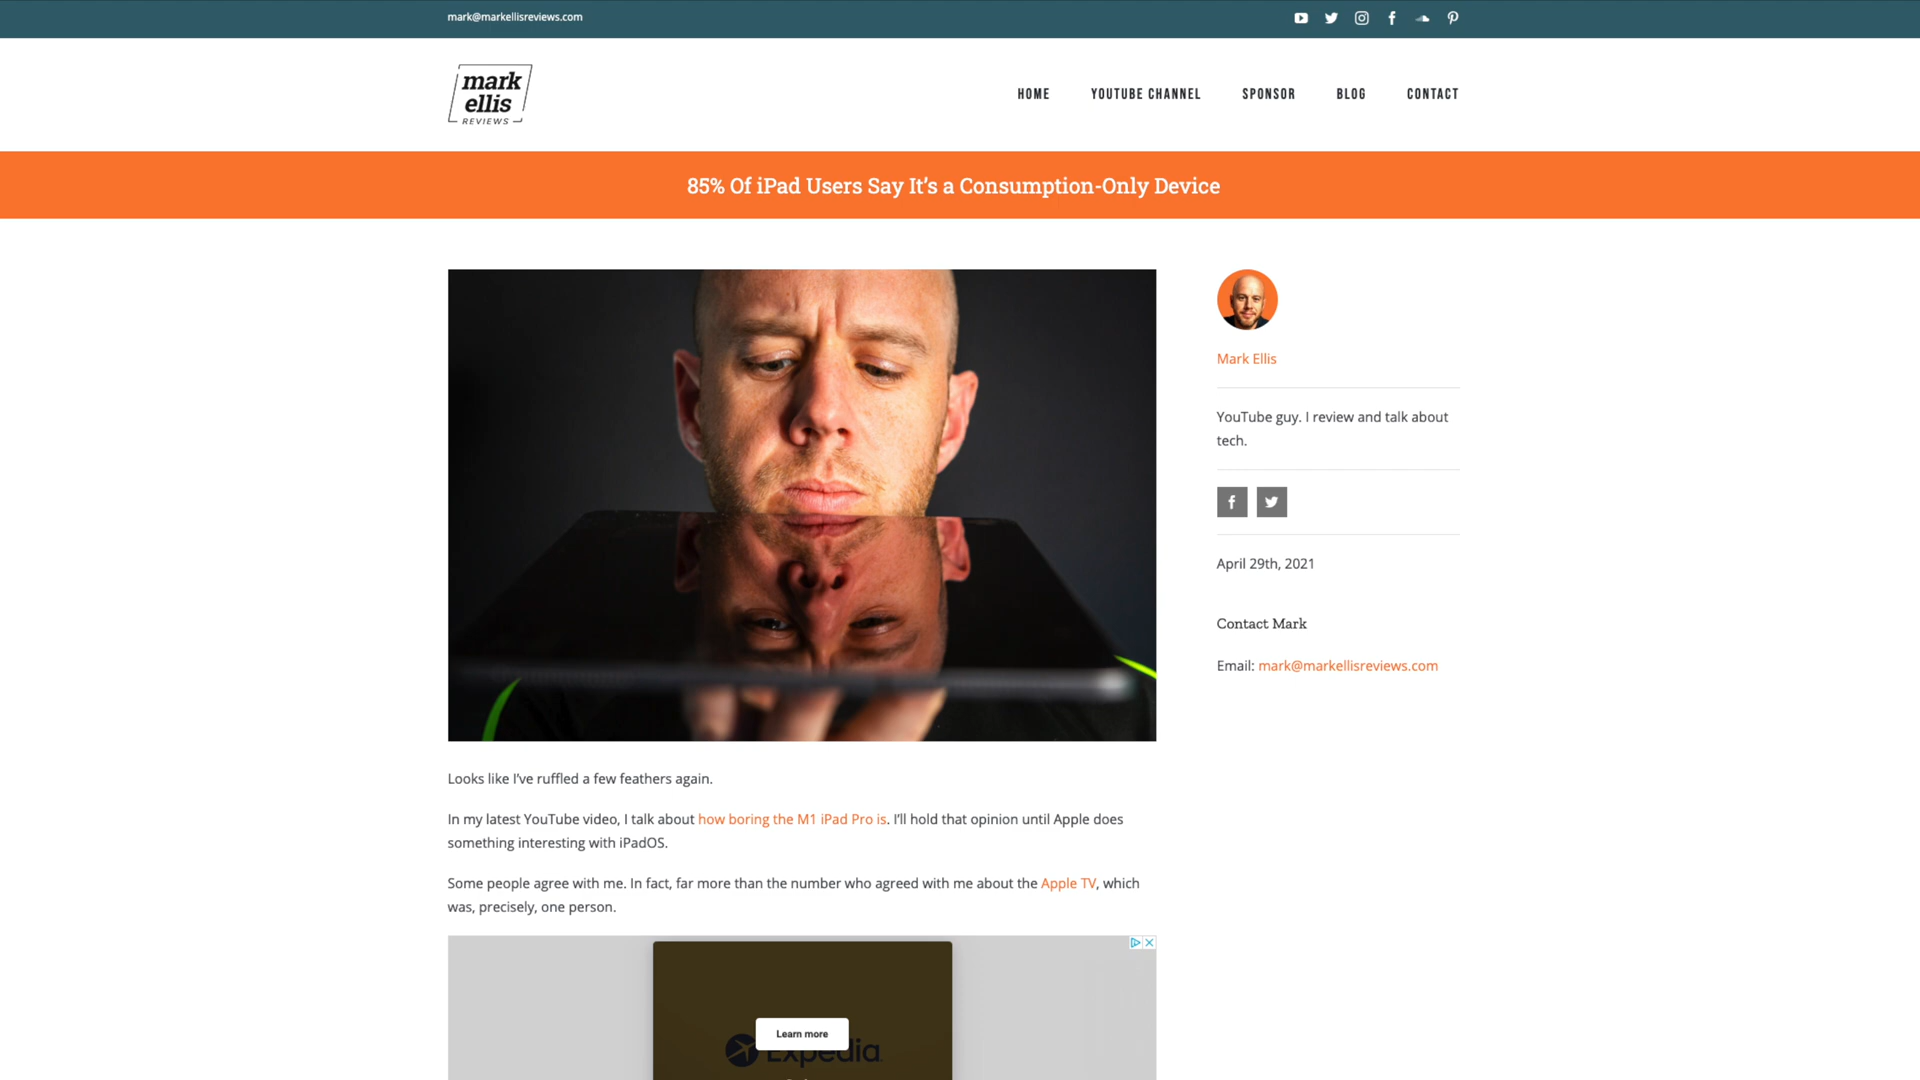 mark@markellisreviews.com
mark
ellis
REVIEWS
HOME
YOUTUBE CHANNEL
SPONSOR
BLOG
CONTACT
85% Of iPad Users Say It’s a Consumption-Only Device
Mark Ellis
YouTube guy. I review and talk about
tech.
April 29th, 2021
Contact Mark
Email: mark@markellisreviews.com
Looks like I’ve ruffled a few feathers again.
In my latest YouTube video, I talk about how boring the M1 iPad Pro is. I’ll hold that opinion until Apple does
something interesting with iPadOS.
Some people agree with me. In fact, far more than the number who agreed with me about the Apple TV, which
was, precisely, one person.
Learn more
Expedia